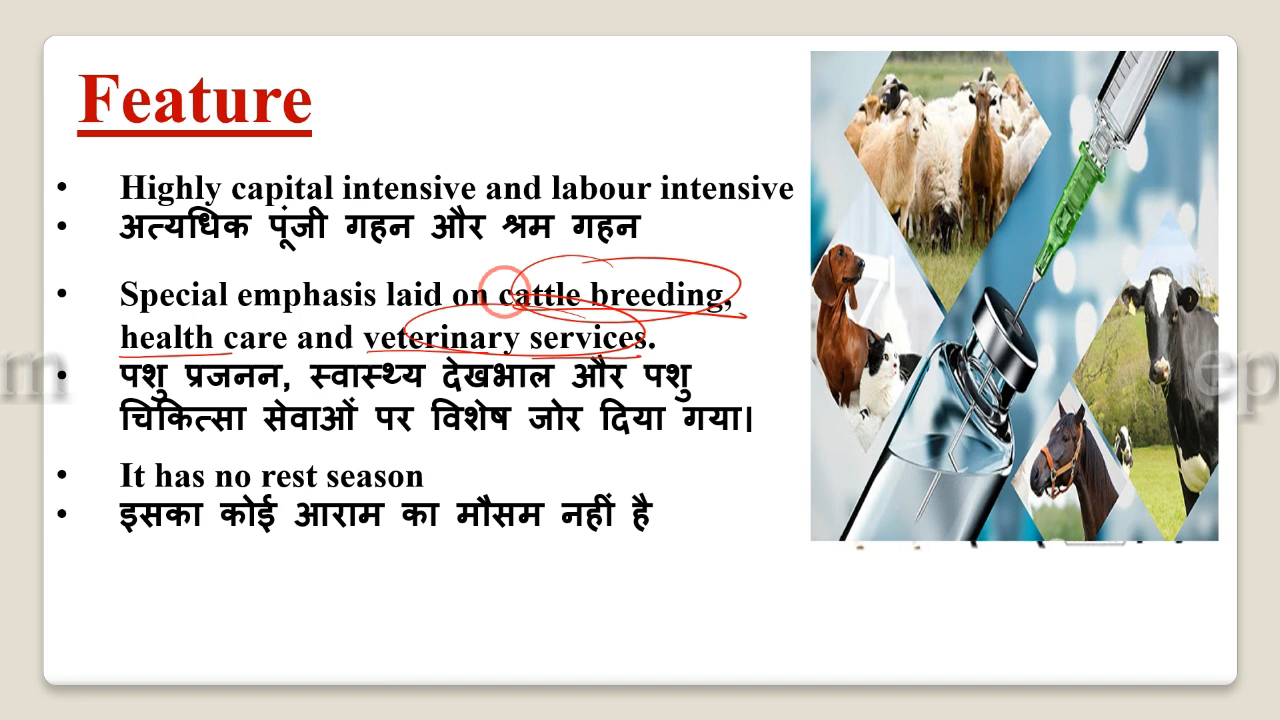 Feature
• Highly capital intensive and labour intensive
• अत्यधिक पूंजी गहन और श्रम गहन
• Special emphasis laid on cattle breeding,
health care and veterinary services.
• पशु प्रजनन, स्वास्थ्य देखभाल और पशु
चिकित्सा सेवाओं पर विशेष जोर दिया गया।
• It has no rest season
• इसका कोई आराम का मौसम नहीं है
m
ep